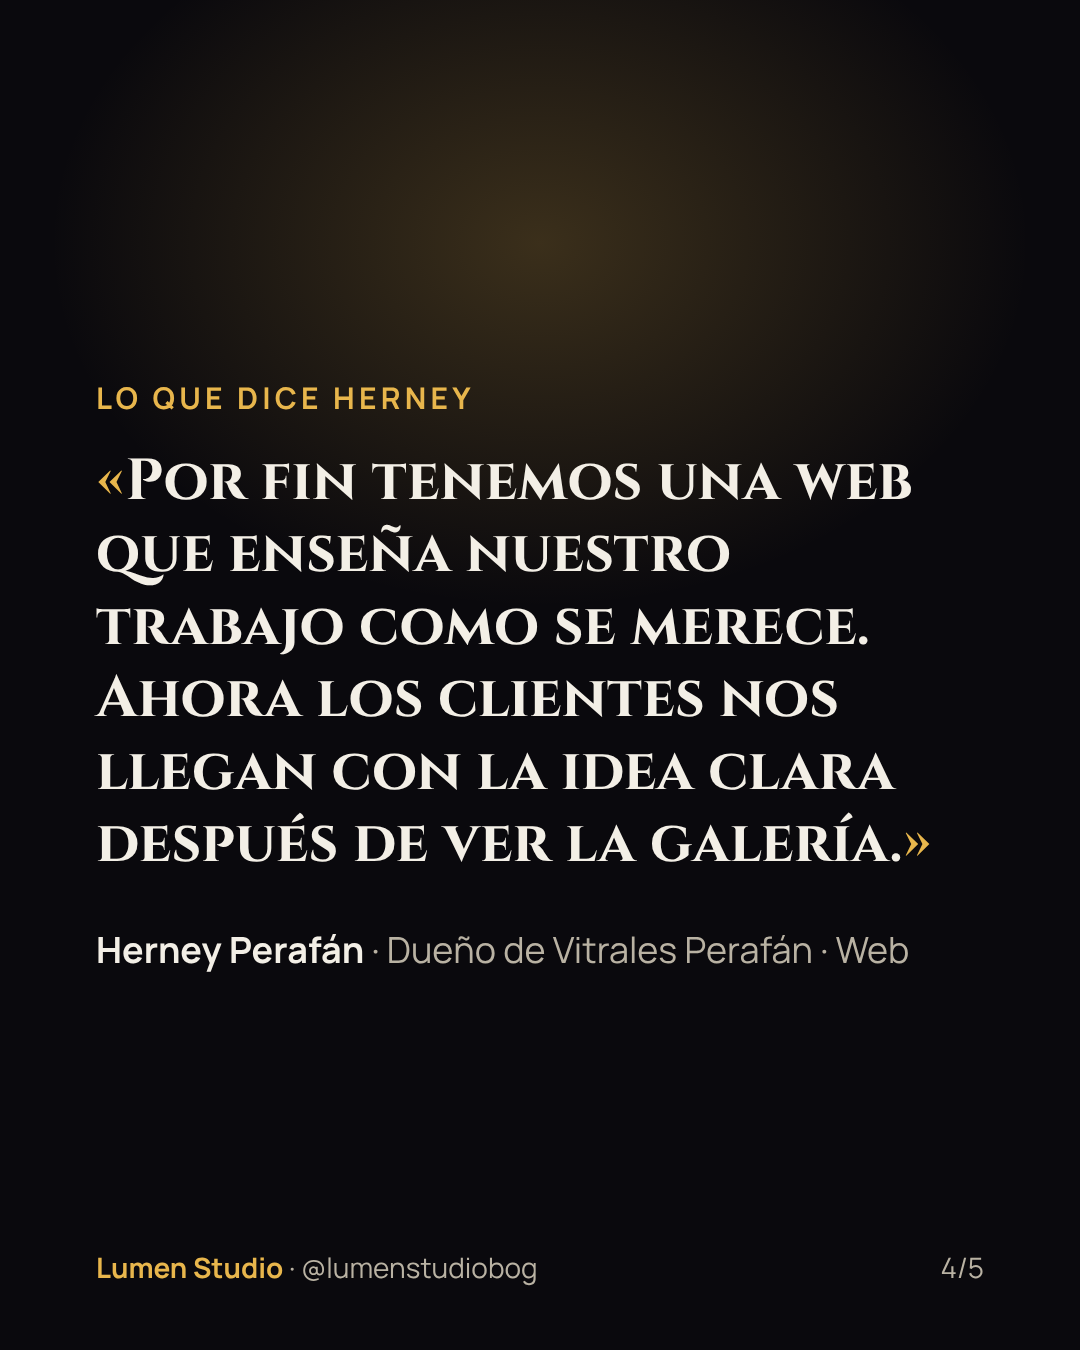 LO QUE DICE HERNEY
«Por fin tenemos una web
que enseña nuestro
trabajo como se merece.
Ahora los clientes nos
llegan con la idea clara
después de ver la galería.»
Herney Perafán · Dueño de Vitrales Perafán · Web
Lumen Studio · @lumenstudiobog
4/5